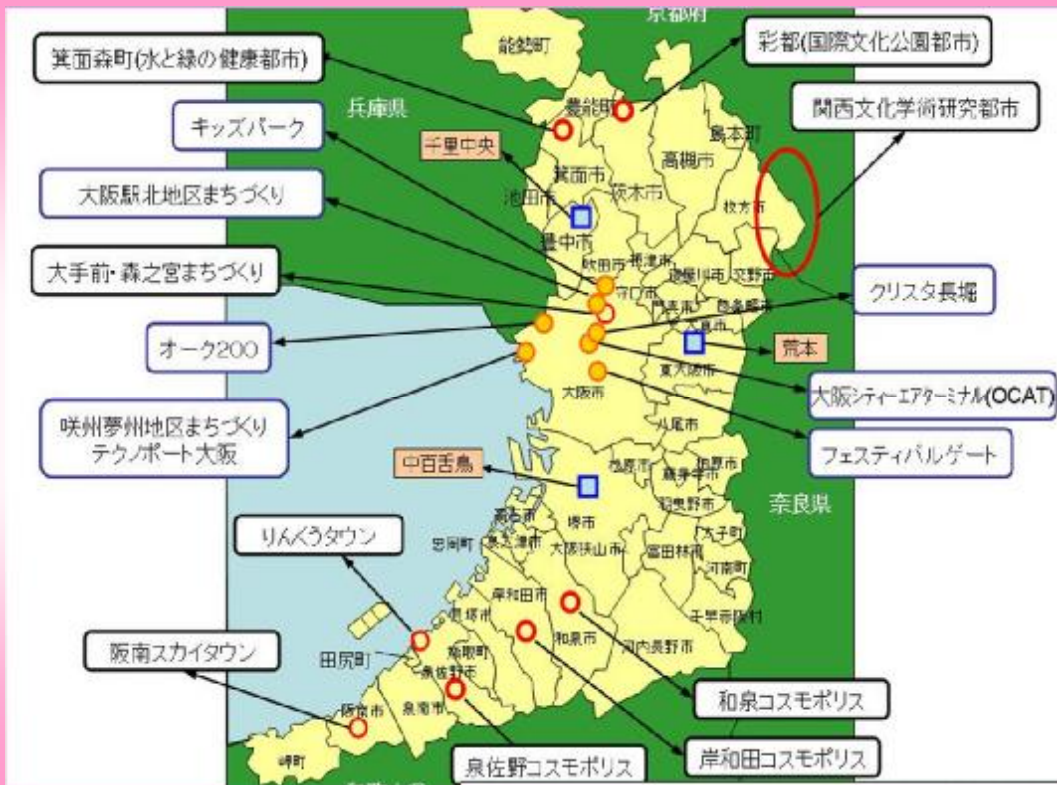 京都府
能勢町
箕面森町(水と緑の健康都市)
彩都(国際文化公園都市)
兵庫県
豊能町
関西文化学術研究都市
キッズパーク
千里中央
島本町
高槻市
箕面市
茨木市
池田市
大阪駅北地区まちづくり
枚方市
豊中市
吹田市
摂津市
寝屋川市
交野市
大手前・森之宮まちづくり
守口市
門真市
四条畷市
クリスタ長堀
大東市
オーク200
荒本
東大阪市
大阪市
大阪シティーエアターミナル(OCAT)
咲州夢州地区まちづくり
テクノポート大阪
八尾市
フェスティバルゲート
中百舌鳥
松原市
藤井寺市
柏原市
羽曳野市
奈良県
高石市
堺市
りんくうタウン
忠岡町
泉大津市
大阪狭山市
富田林市
太子町
河南町
岸和田市
貝塚市
千早赤阪村
和泉市
河内長野市
阪南スカイタウン
田尻町
熊取町
泉佐野市
和泉コスモポリス
阪南市
泉南市
岬町
泉佐野コスモポリス
岸和田コスモポリス